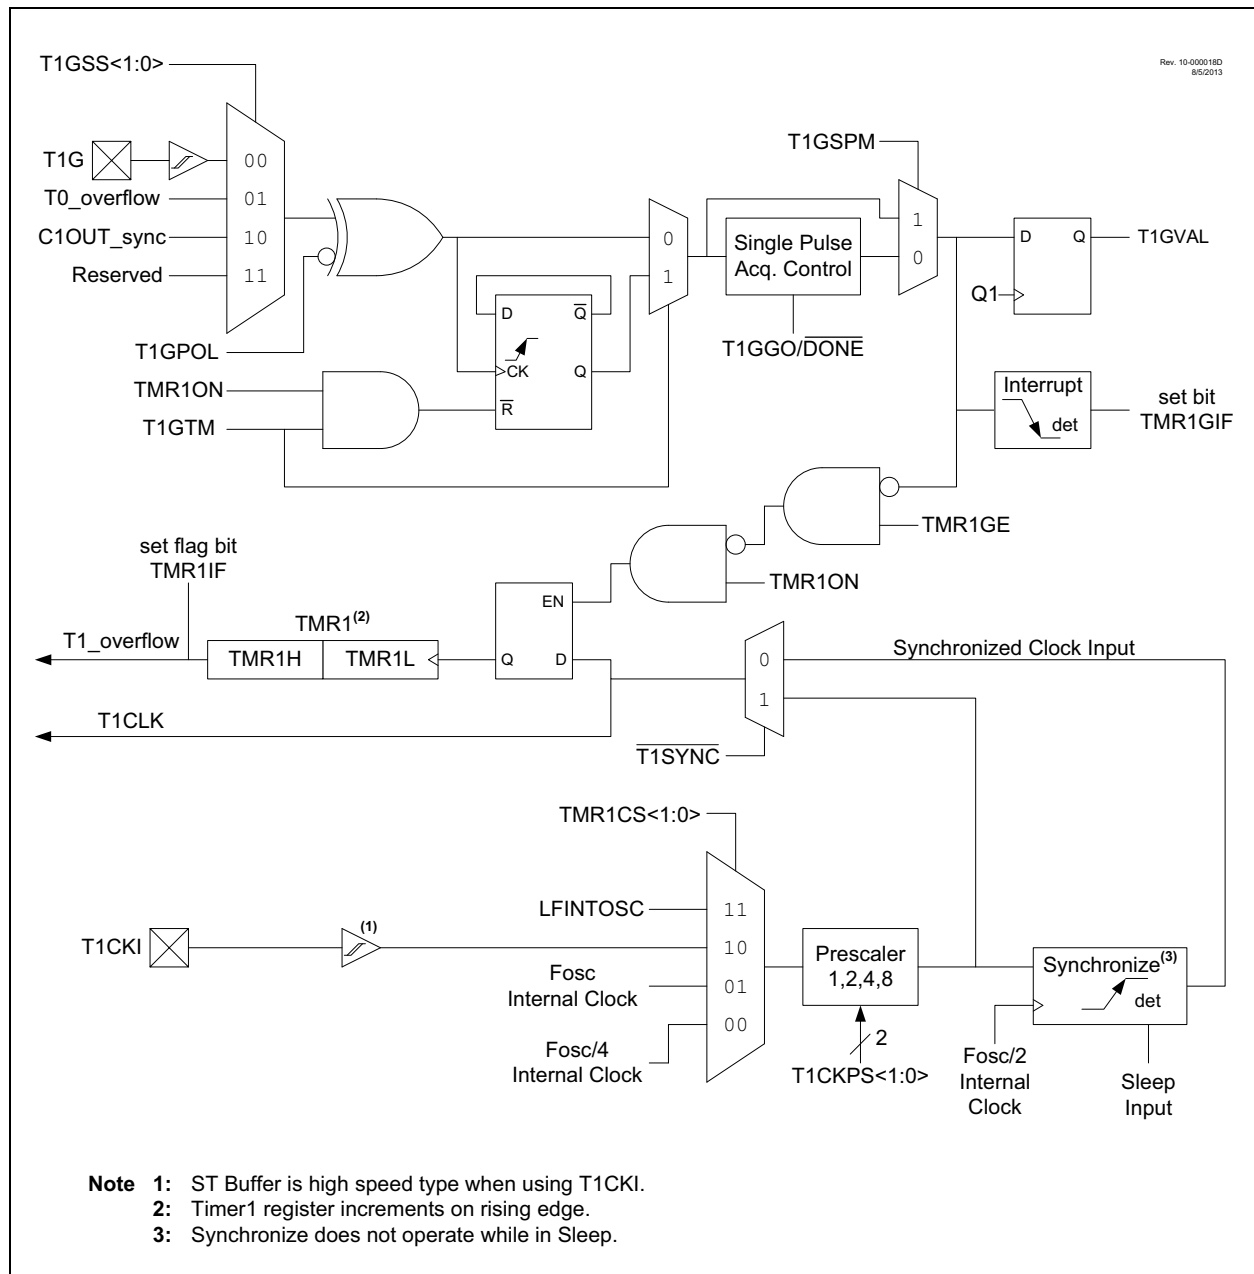 Rev. 10-000018D
8/5/2013
T1GSS<1:0>
T1G
00
T0_overflow
01
C1OUT_sync
10
Reserved
11
T1GPOL
TMR1ON
T1GTM
D
Q̅
CK
Q
R̅
0
1
Single Pulse
Acq. Control
T1GGO/D̅O̅N̅E̅
T1GSPM
1
0
D
Q
Q1
T1GVAL
Interrupt
det
set bit
TMR1GIF
TMR1GE
TMR1ON
set flag bit
TMR1IF
T1_overflow
TMR1(2)
TMR1H
TMR1L
EN
Q
D
T1CLK
0
1
Synchronized Clock Input
T̅1̅S̅Y̅N̅C̅
TMR1CS<1:0>
LFINTOSC
11
T1CKI
(1)
10
Fosc
Internal Clock
01
00
Fosc/4
Internal Clock
Prescaler
1,2,4,8
2
T1CKPS<1:0>
Synchronize(3)
det
Fosc/2
Internal
Clock
Sleep
Input
Note 1: ST Buffer is high speed type when using T1CKI.
2: Timer1 register increments on rising edge.
3: Synchronize does not operate while in Sleep.